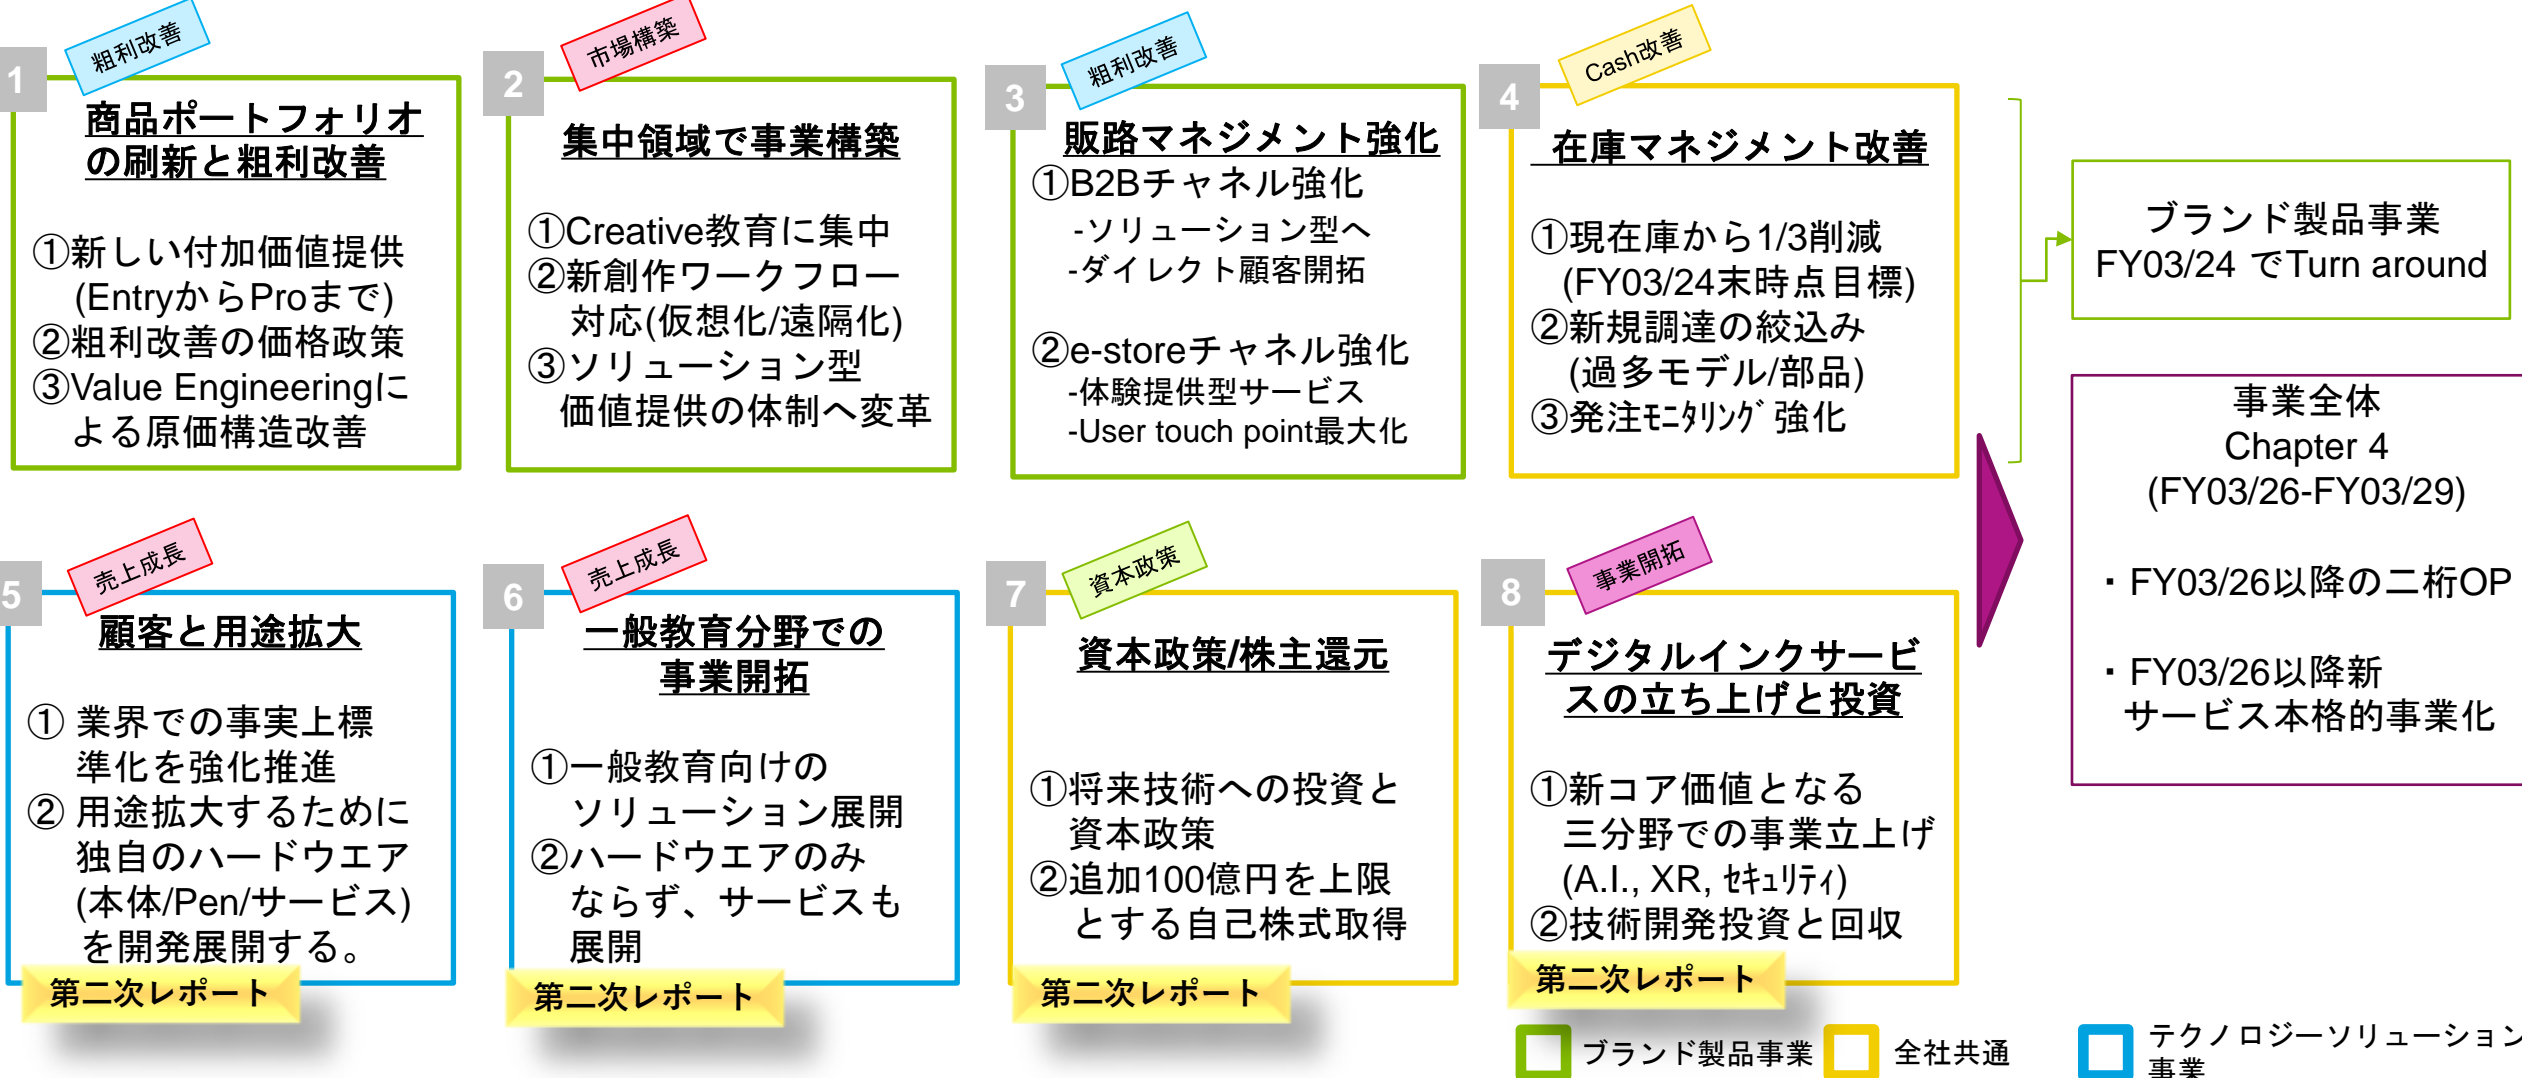 1
粗利改善
商品ポートフォリオ
の刷新と粗利改善
①新しい付加価値提供
(EntryからProまで)
②粗利改善の価格政策
③Value Engineeringに
よる原価構造改善
2
市場構築
集中領域で事業構築
①Creative教育に集中
②新創作ワークフロー
対応(仮想化/遠隔化)
③ソリューション型
価値提供の体制へ変革
3
粗利改善
販路マネジメント強化
①B2Bチャネル強化
-ソリューション型へ
-ダイレクト顧客開拓
②e-storeチャネル強化
-体験提供型サービス
-User touch point最大化
4
Cash改善
在庫マネジメント改善
①現在庫から1/3削減
(FY03/24末時点目標)
②新規調達の絞込み
(過多モデル/部品)
③発注ﾓﾆﾀﾘﾝｸﾞ強化
ブランド製品事業
FY03/24 でTurn around
事業全体
Chapter 4
(FY03/26-FY03/29)
・FY03/26以降の二桁OP
・FY03/26以降新
サービス本格的事業化
5
売上成長
顧客と用途拡大
① 業界での事実上標
準化を強化推進
② 用途拡大するために
独自のハードウエア
(本体/Pen/サービス)
を開発展開する。
第二次レポート
6
売上成長
一般教育分野での
事業開拓
①一般教育向けの
ソリューション展開
②ハードウエアのみ
ならず、サービスも
展開
第二次レポート
7
資本政策
資本政策/株主還元
①将来技術への投資と
資本政策
②追加100億円を上限
とする自己株式取得
第二次レポート
8
事業開拓
デジタルインクサービ
スの立ち上げと投資
①新コア価値となる
三分野での事業立上げ
(A.I., XR, ｾｷｭﾘﾃｨ)
②技術開発投資と回収
第二次レポート
ブランド製品事業
全社共通
テクノロジーソリューション
事業